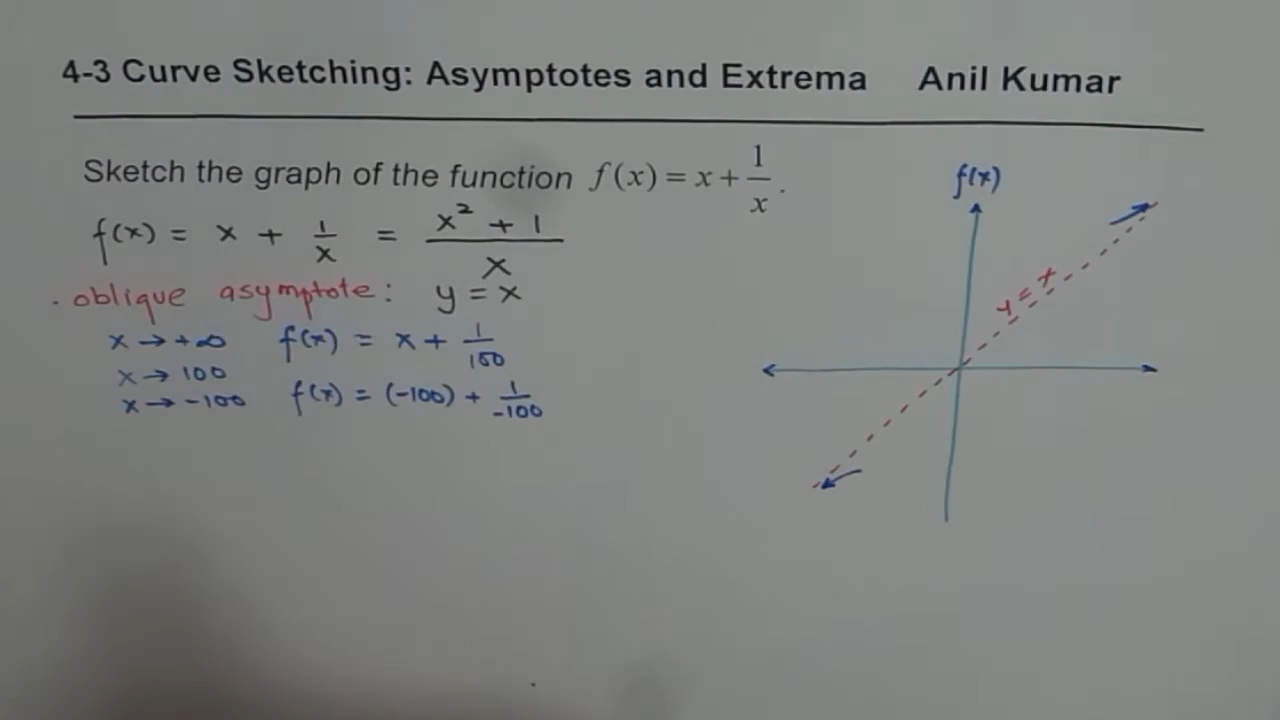 4-3 Curve Sketching: Asymptotes and Extrema Anil Kumar
Sketch the graph of the function f(x) = x + 1/x.
f(x) = x + 1/x = (x² + 1)/x
· oblique asymptote: y = x
x → +∞ f(x) = x + 1/100
x → 100
x → -100 f(x) = (-100) + 1/-100
f(x)
y = x